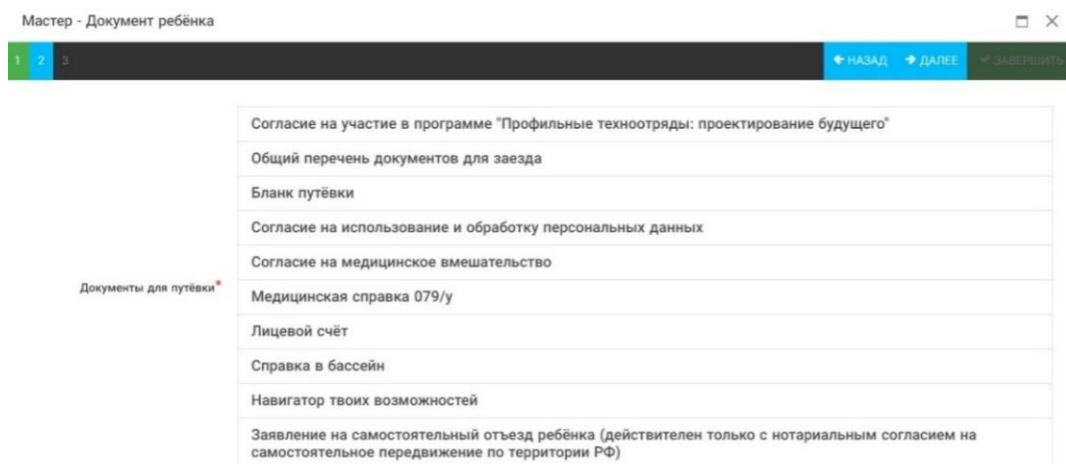 Мастер - Документ ребёнка
1 2 3 НАЗАД ДАЛЕЕ ЗАВЕРШИТЬ
Согласие на участие в программе "Профильные техноотряды: проектирование будущего"
Общий перечень документов для заезда
Бланк путёвки
Согласие на использование и обработку персональных данных
Согласие на медицинское вмешательство
Документы для путёвки*
Медицинская справка 079/у
Лицевой счёт
Справка в бассейн
Навигатор твоих возможностей
Заявление на самостоятельный отъезд ребёнка (действителен только с нотариальным согласием на
самостоятельное передвижение по территории РФ)